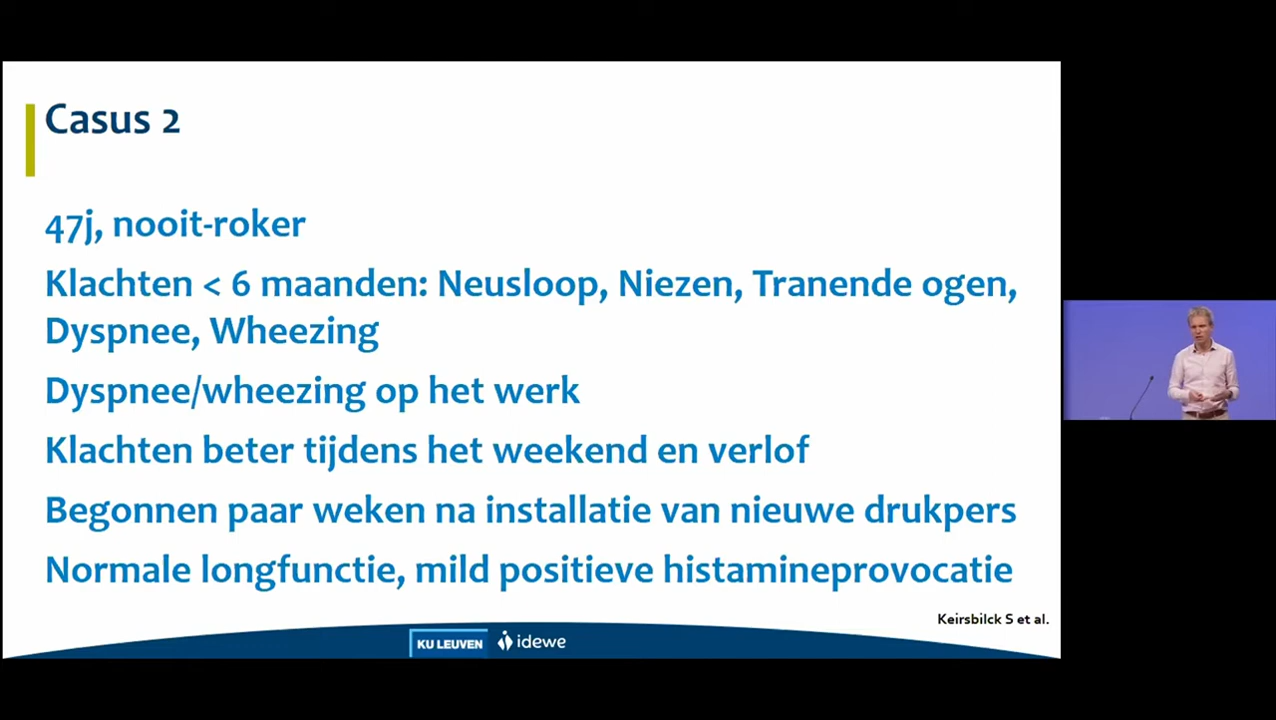 Casus 2
47j, nooit-roker
Klachten < 6 maanden: Neusloop, Niezen, Tranende ogen,
Dyspnee, Wheezing
Dyspnee/wheezing op het werk
Klachten beter tijdens het weekend en verlof
Begonnen paar weken na installatie van nieuwe drukpers
Normale longfunctie, mild positieve histamineprovocatie
Keirsbilck S et al.
KU LEUVEN idewe